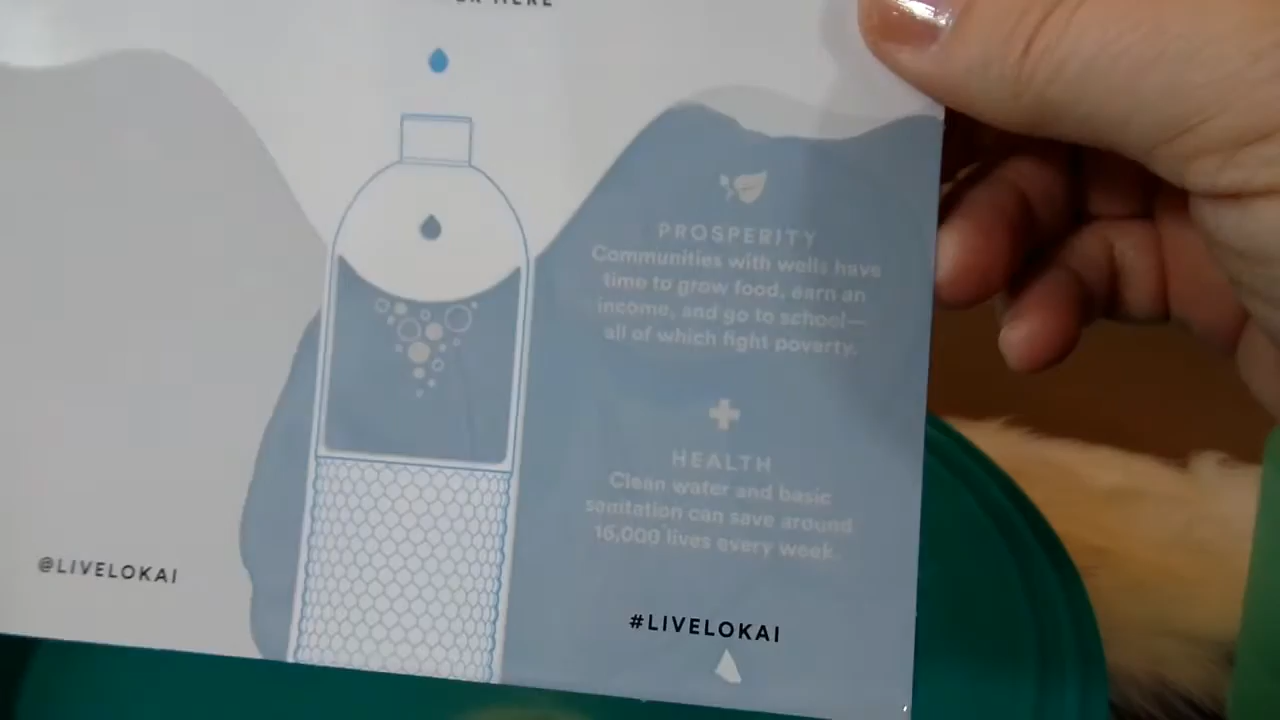 HERE
PROSPERITY
Communities with wells have
time to grow food, earn an
income, and go to school—
all of which fight poverty.
HEALTH
Clean water and basic
sanitation can save around
16,000 lives every week.
@LIVELOKAI
#LIVELOKAI